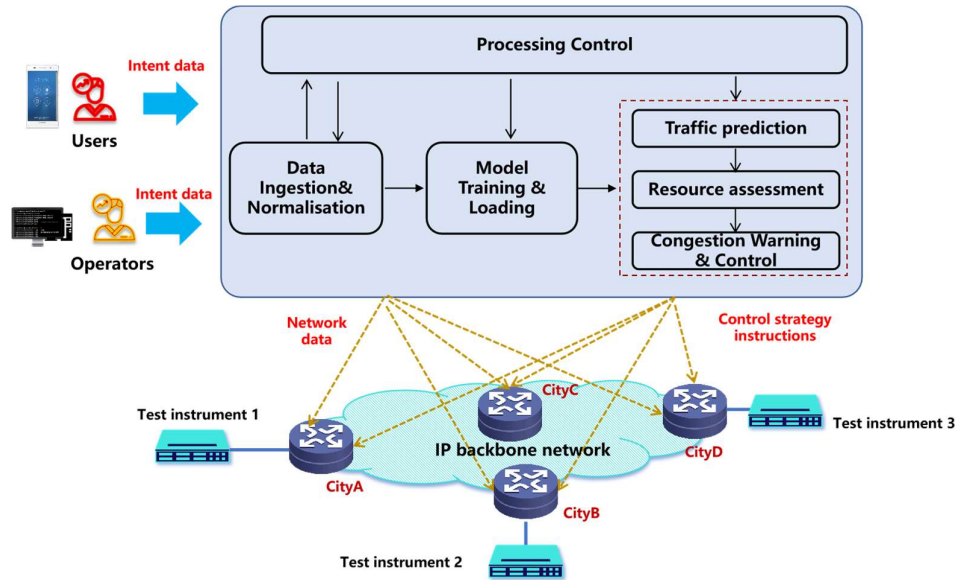 Processing Control
Intent data
Users
Data
Ingestion&
Normalisation
Model
Training &
Loading
Traffic prediction
Resource assessment
Congestion Warning
& Control
Intent data
Operators
Network
data
Control strategy
instructions
Test instrument 1
CityC
Test instrument 3
IP backbone network
CityD
CityA
CityB
Test instrument 2